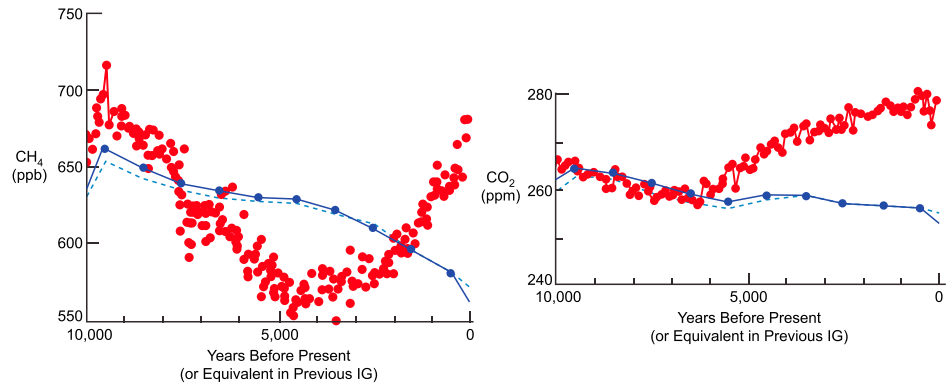 750
700
650
600
550
CH4
(ppb)
10,000
5,000
0
Years Before Present
(or Equivalent in Previous IG)
280
260
240
CO2
(ppm)
10,000
5,000
0
Years Before Present
(or Equivalent in Previous IG)